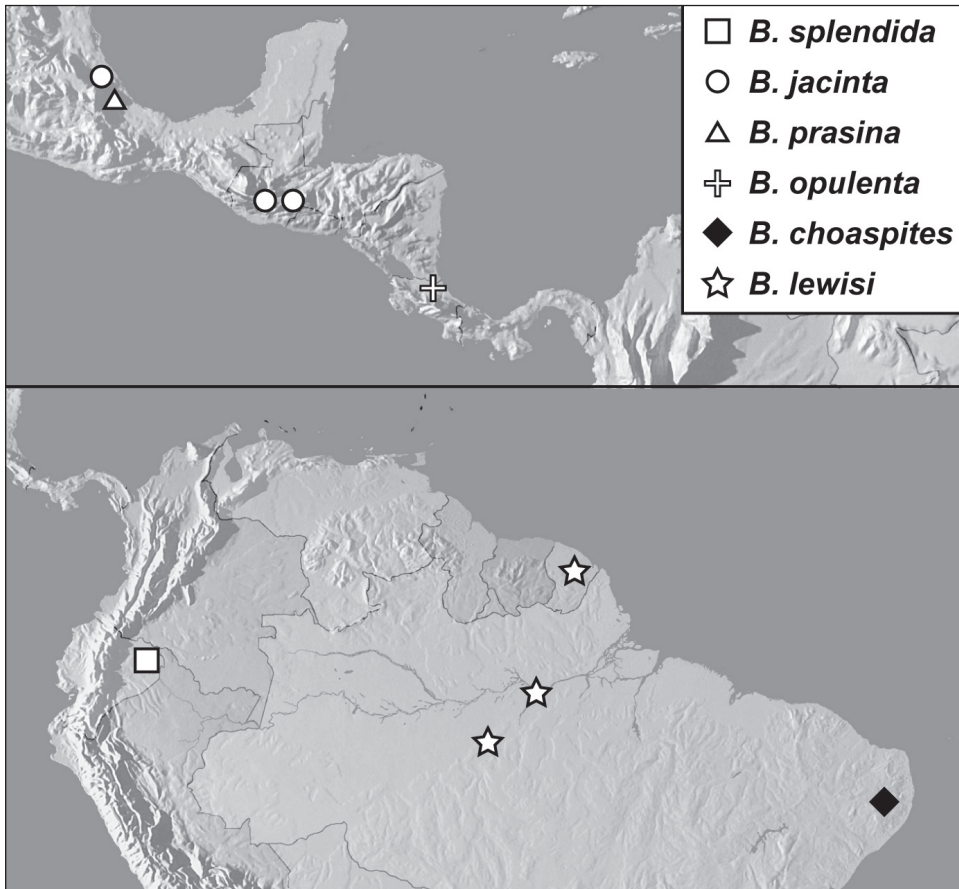 B. splendida
B. jacinta
B. prasina
B. opulenta
B. choaspites
B. lewisi